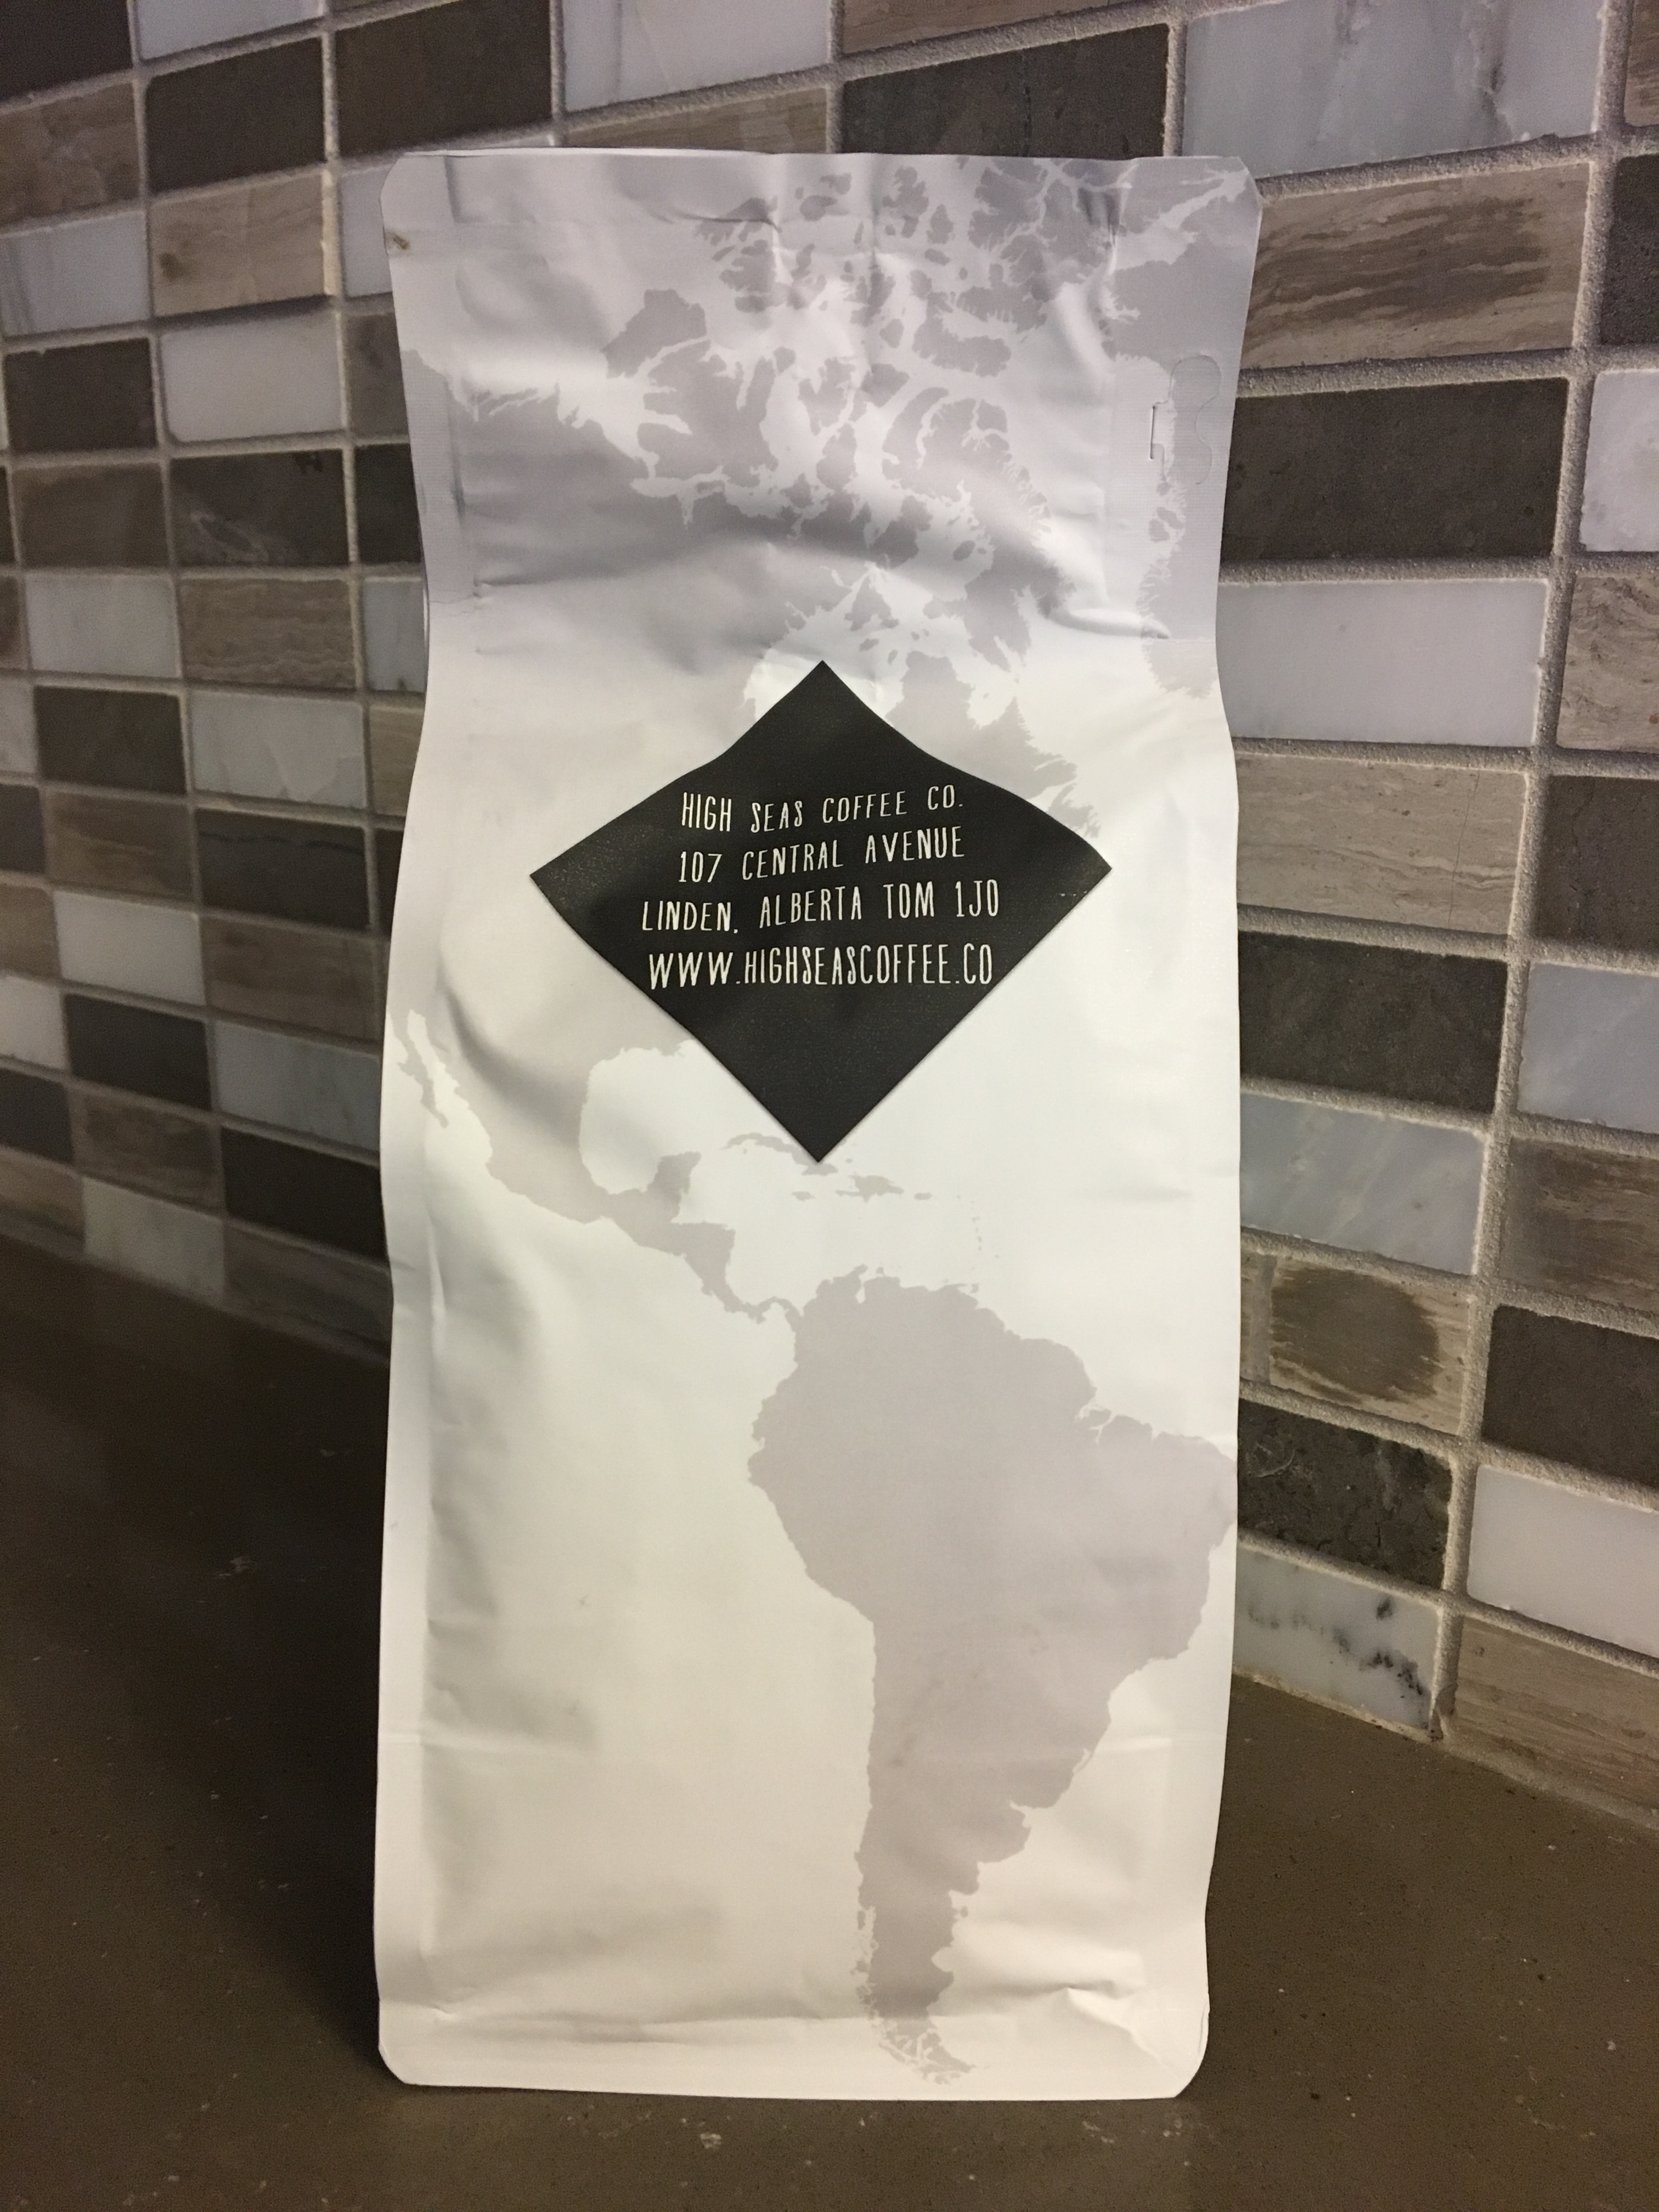 HIGH SEAS COFFEE CO.
107 CENTRAL AVENUE
LINDEN, ALBERTA T0M 1J0
WWW.HIGHSEASCOFFEE.CO